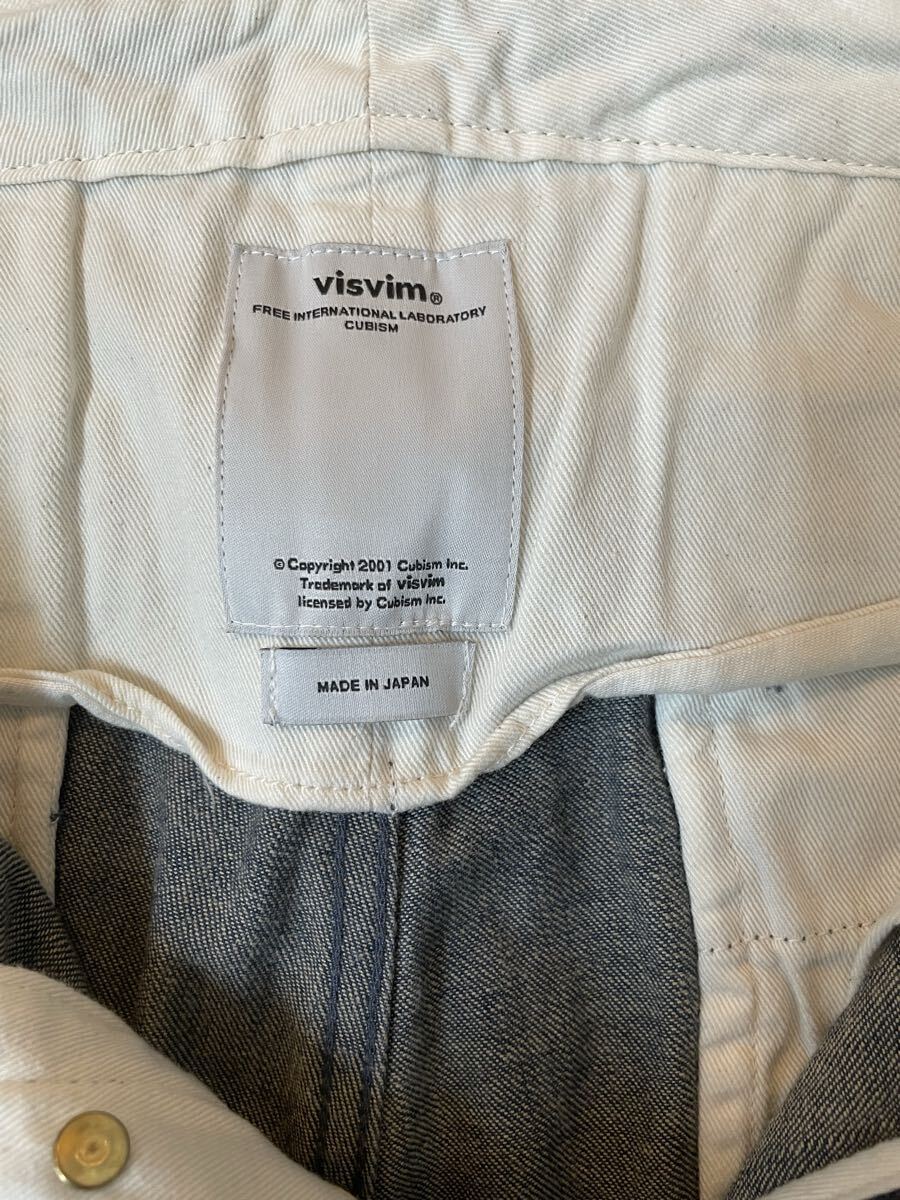 visvim®
FREE INTERNATIONAL LABORATORY
CUBISM
© Copyright 2001 Cubism Inc.
Trademark of visvim
licensed by Cubism Inc.
MADE IN JAPAN